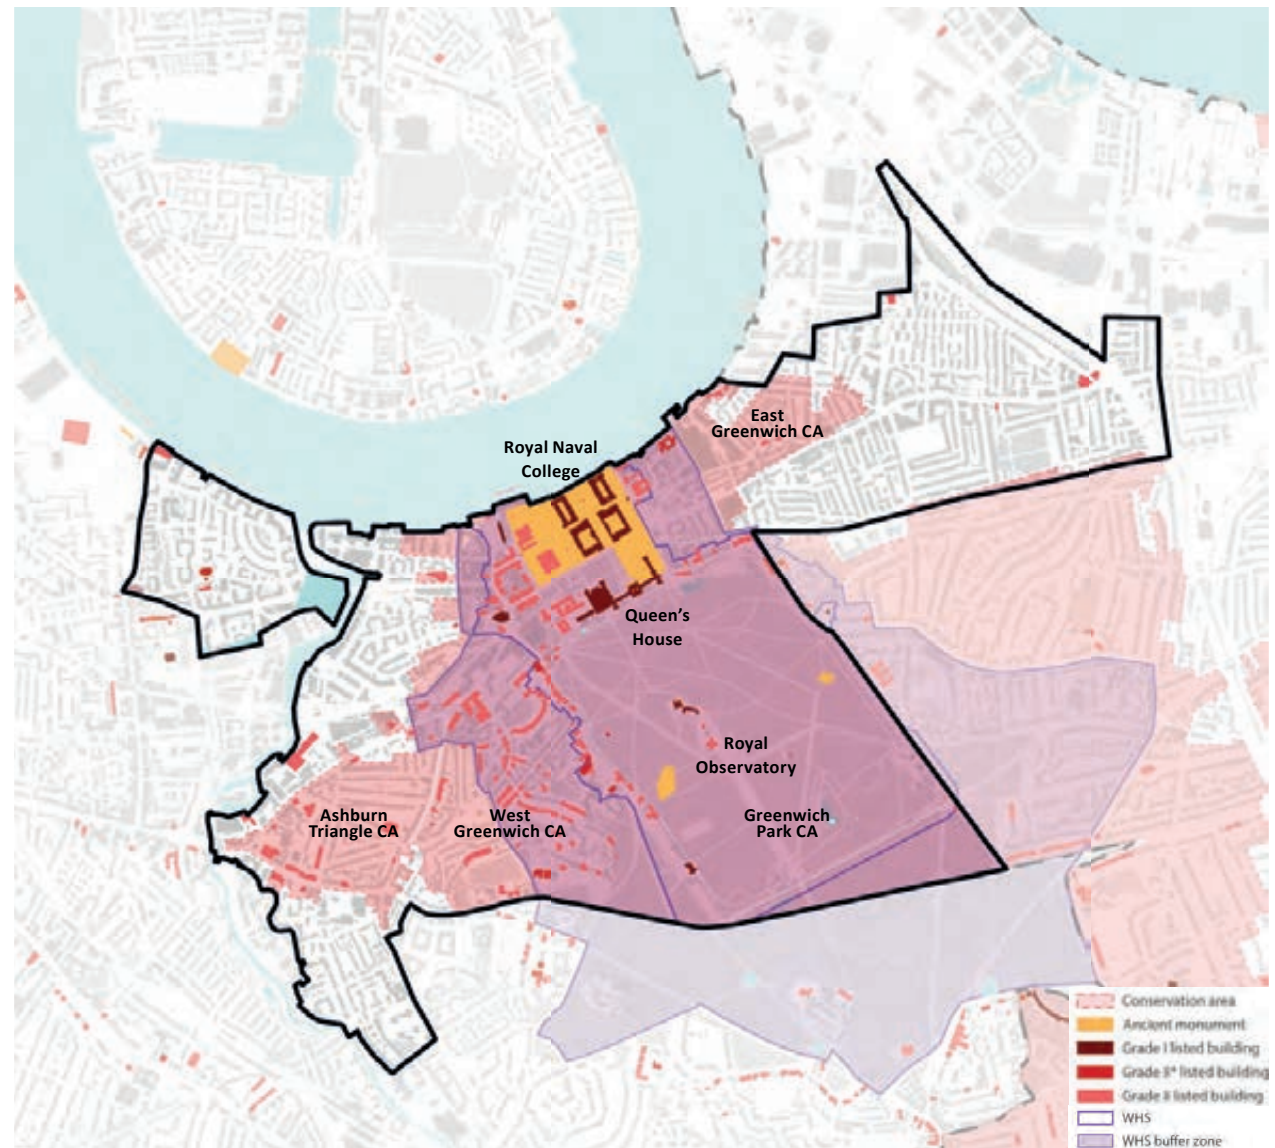 East
Greenwich CA
Royal Naval
College
Queen's
House
Royal
Observatory
Ashburn
Triangle CA
West
Greenwich CA
Greenwich
Park CA
Conservation area
Ancient monument
Grade I listed building
Grade II* listed building
Grade II listed building
WHS
WHS buffer zone